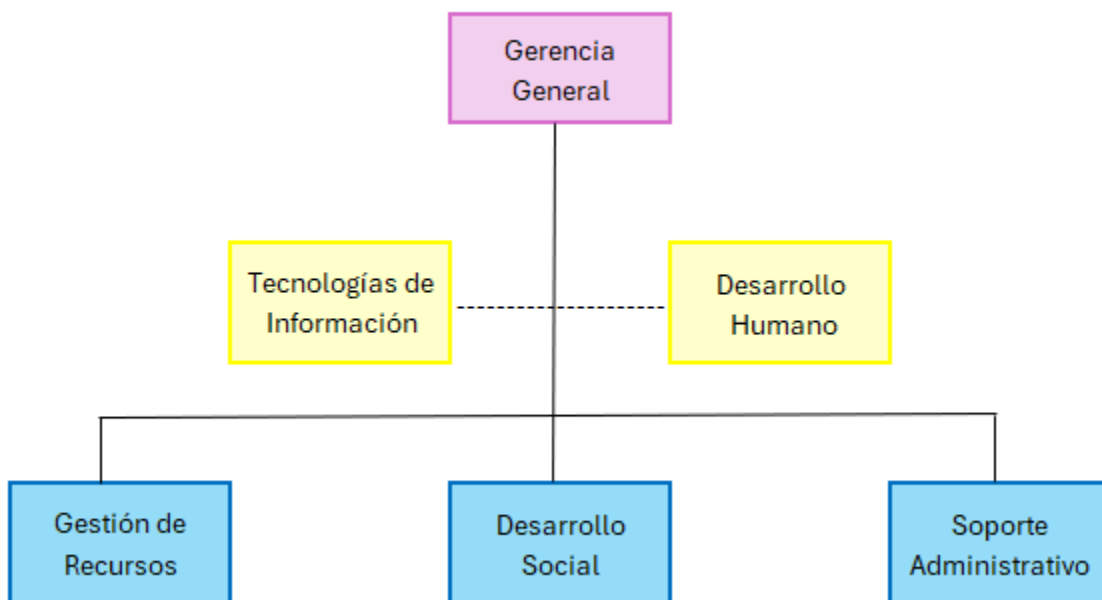 Gerencia
General
Tecnologías de
Información
Desarrollo
Humano
Gestión de
Recursos
Desarrollo
Social
Soporte
Administrativo